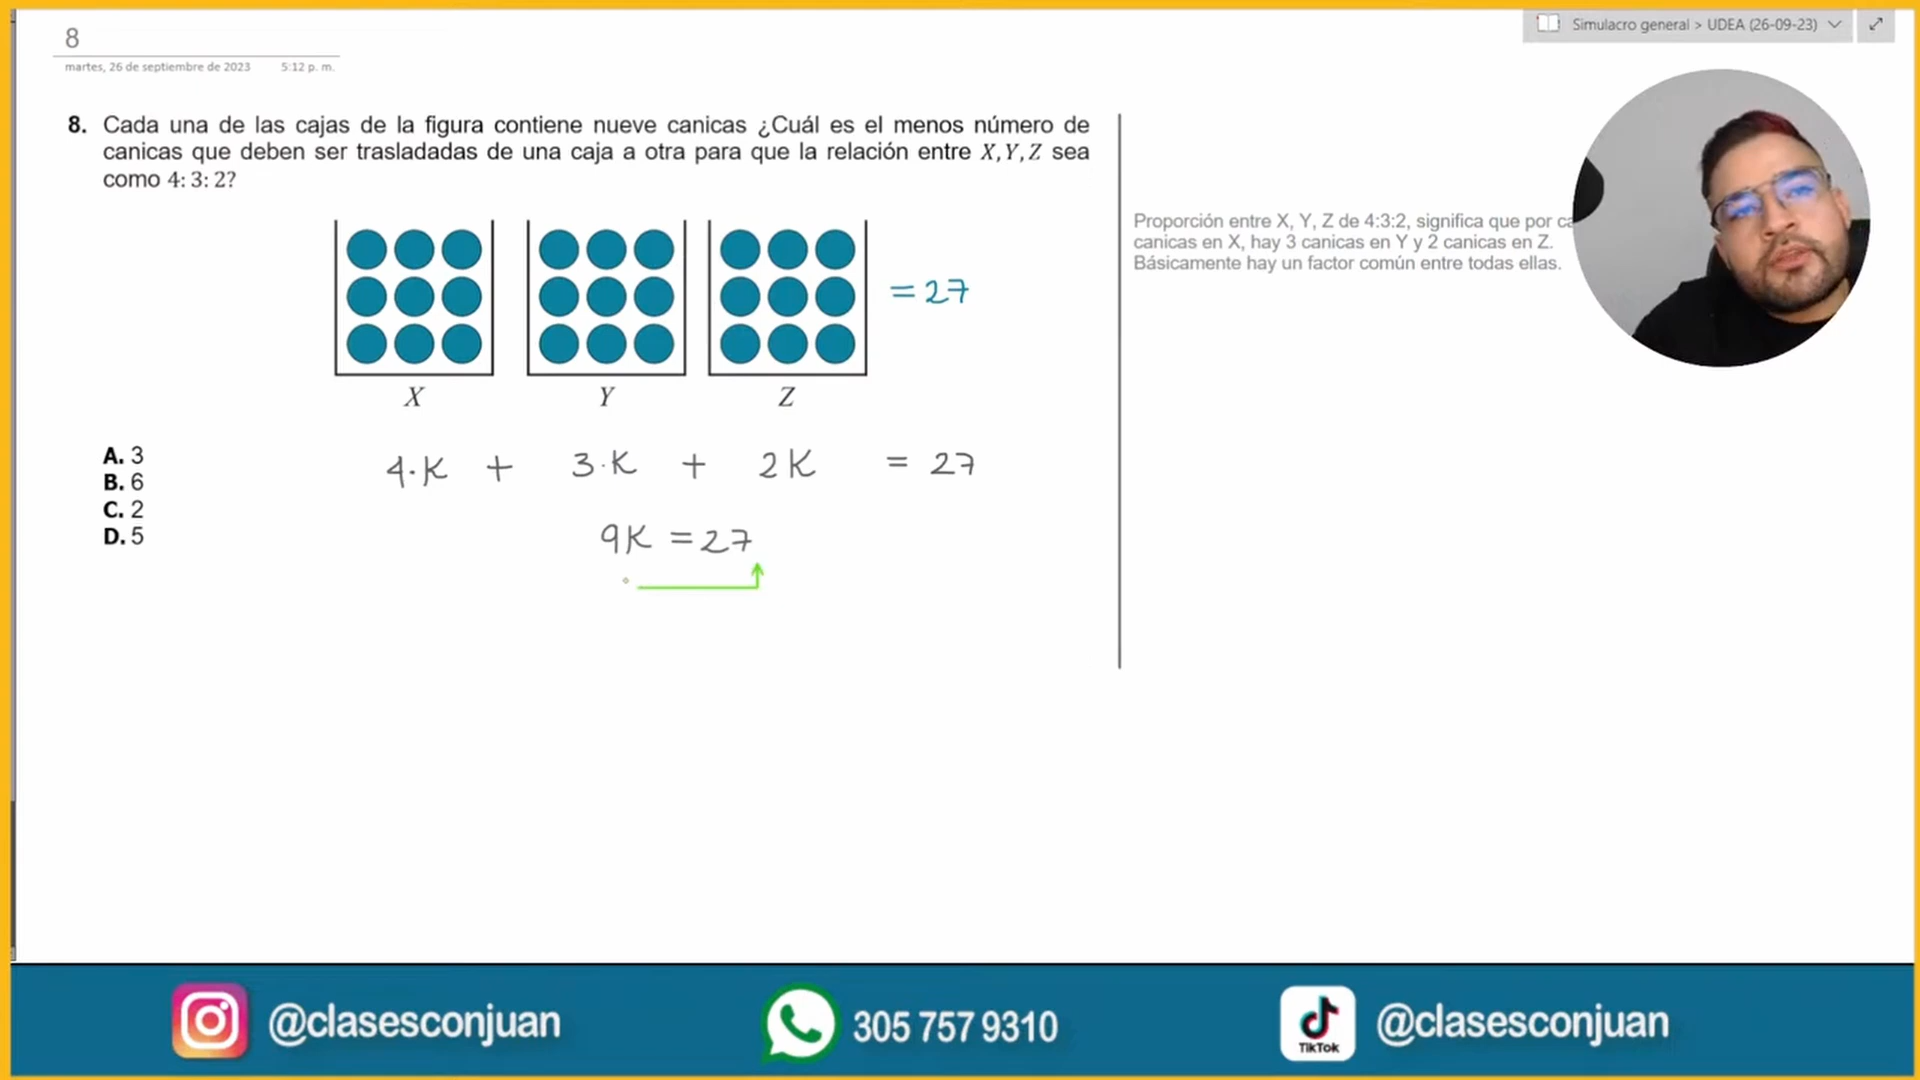 8
martes, 26 de septiembre de 2023 5:12 p. m.
Simulacro general > UDEA (26-09-23)
8. Cada una de las cajas de la figura contiene nueve canicas ¿Cuál es el menos número de
canicas que deben ser trasladadas de una caja a otra para que la relación entre X, Y, Z sea
como 4: 3: 2?
= 27
X Y Z
Proporción entre X, Y, Z de 4:3:2, significa que por
canicas en X, hay 3 canicas en Y y 2 canicas en Z.
Básicamente hay un factor común entre todas ellas.
A. 3
B. 6
C. 2
D. 5
4·K + 3·K + 2K = 27
9K = 27
@clasesconjuan
305 757 9310
TikTok
@clasesconjuan